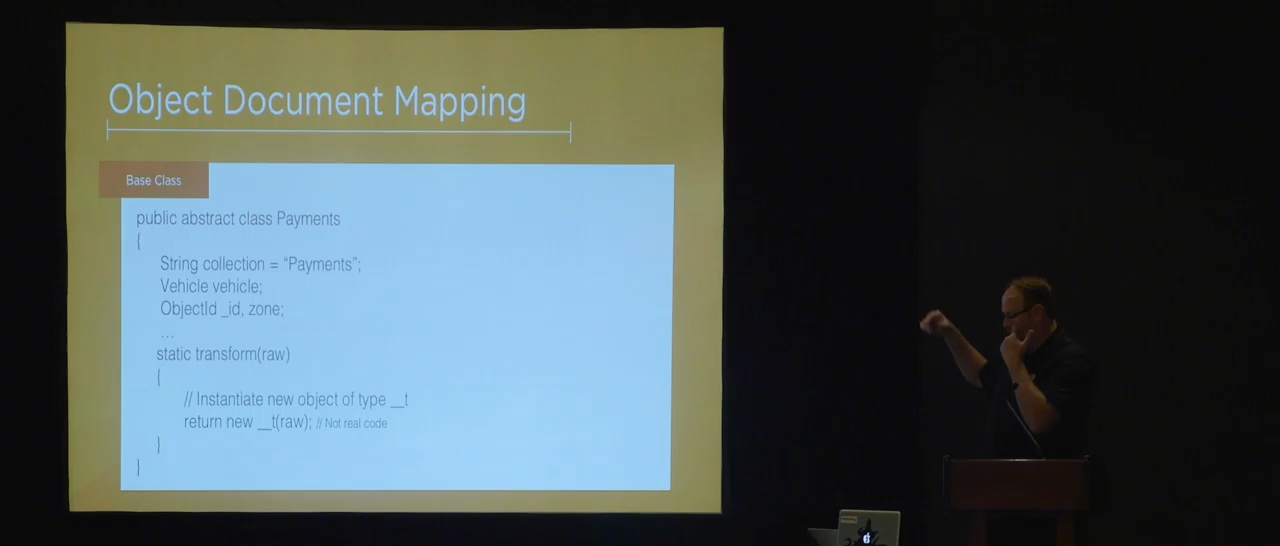 Object Document Mapping
Base Class
public abstract class Payments
{
String collection = “Payments”;
Vehicle vehicle;
ObjectId _id, zone;
...
static transform(raw)
{
// Instantiate new object of type __t
return new __t(raw); // Not real code
}
}